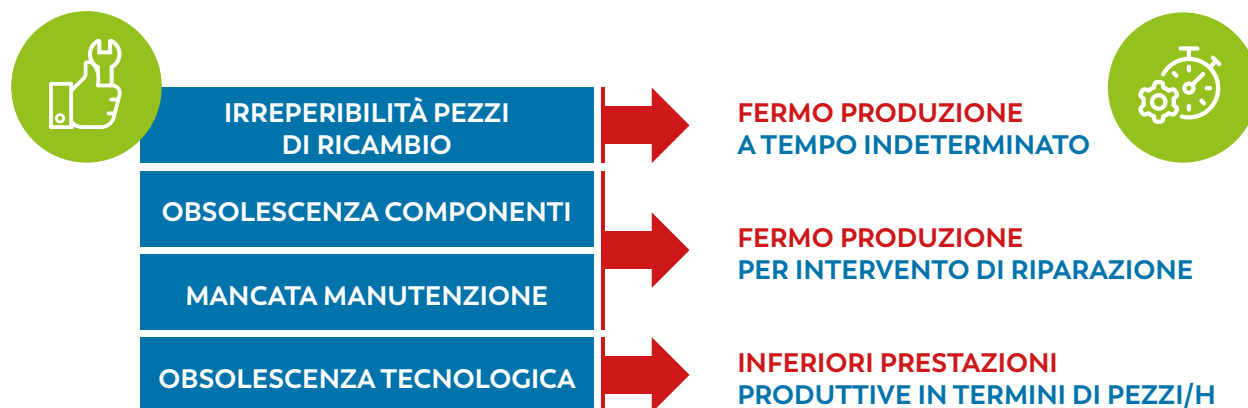 IRREPERIBILITÀ PEZZI
DI RICAMBIO
FERMO PRODUZIONE
A TEMPO INDETERMINATO
OBSOLESCENZA COMPONENTI
MANCATA MANUTENZIONE
FERMO PRODUZIONE
PER INTERVENTO DI RIPARAZIONE
OBSOLESCENZA TECNOLOGICA
INFERIORI PRESTAZIONI
PRODUTTIVE IN TERMINI DI PEZZI/H